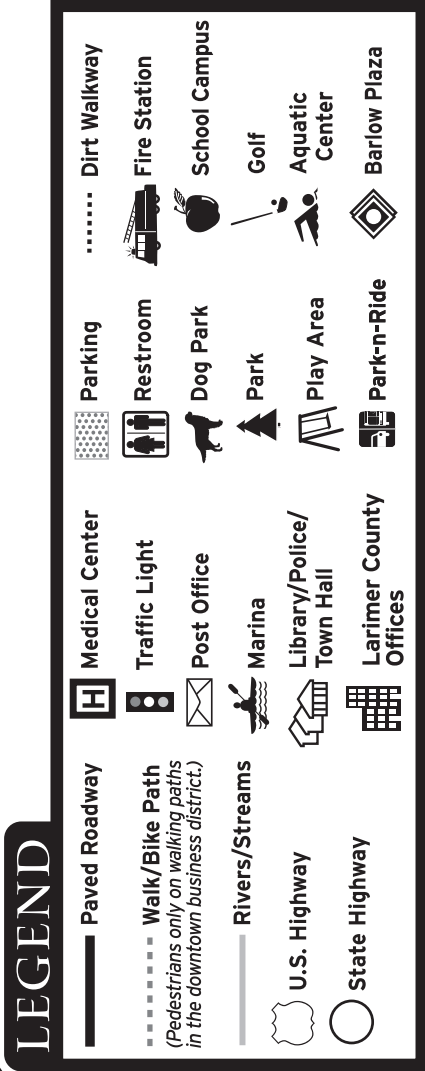 LEGEND
Paved Roadway
Walk/Bike Path
(Pedestrians only on walking paths
in the downtown business district.)
Rivers/Streams
U.S. Highway
State Highway
H
Medical Center
Traffic Light
Post Office
Marina
Library/Police/
Town Hall
Larimer County
Offices
Parking
Restroom
Dog Park
Park
Play Area
Park-n-Ride
Dirt Walkway
Fire Station
School Campus
Golf
Aquatic
Center
Barlow Plaza